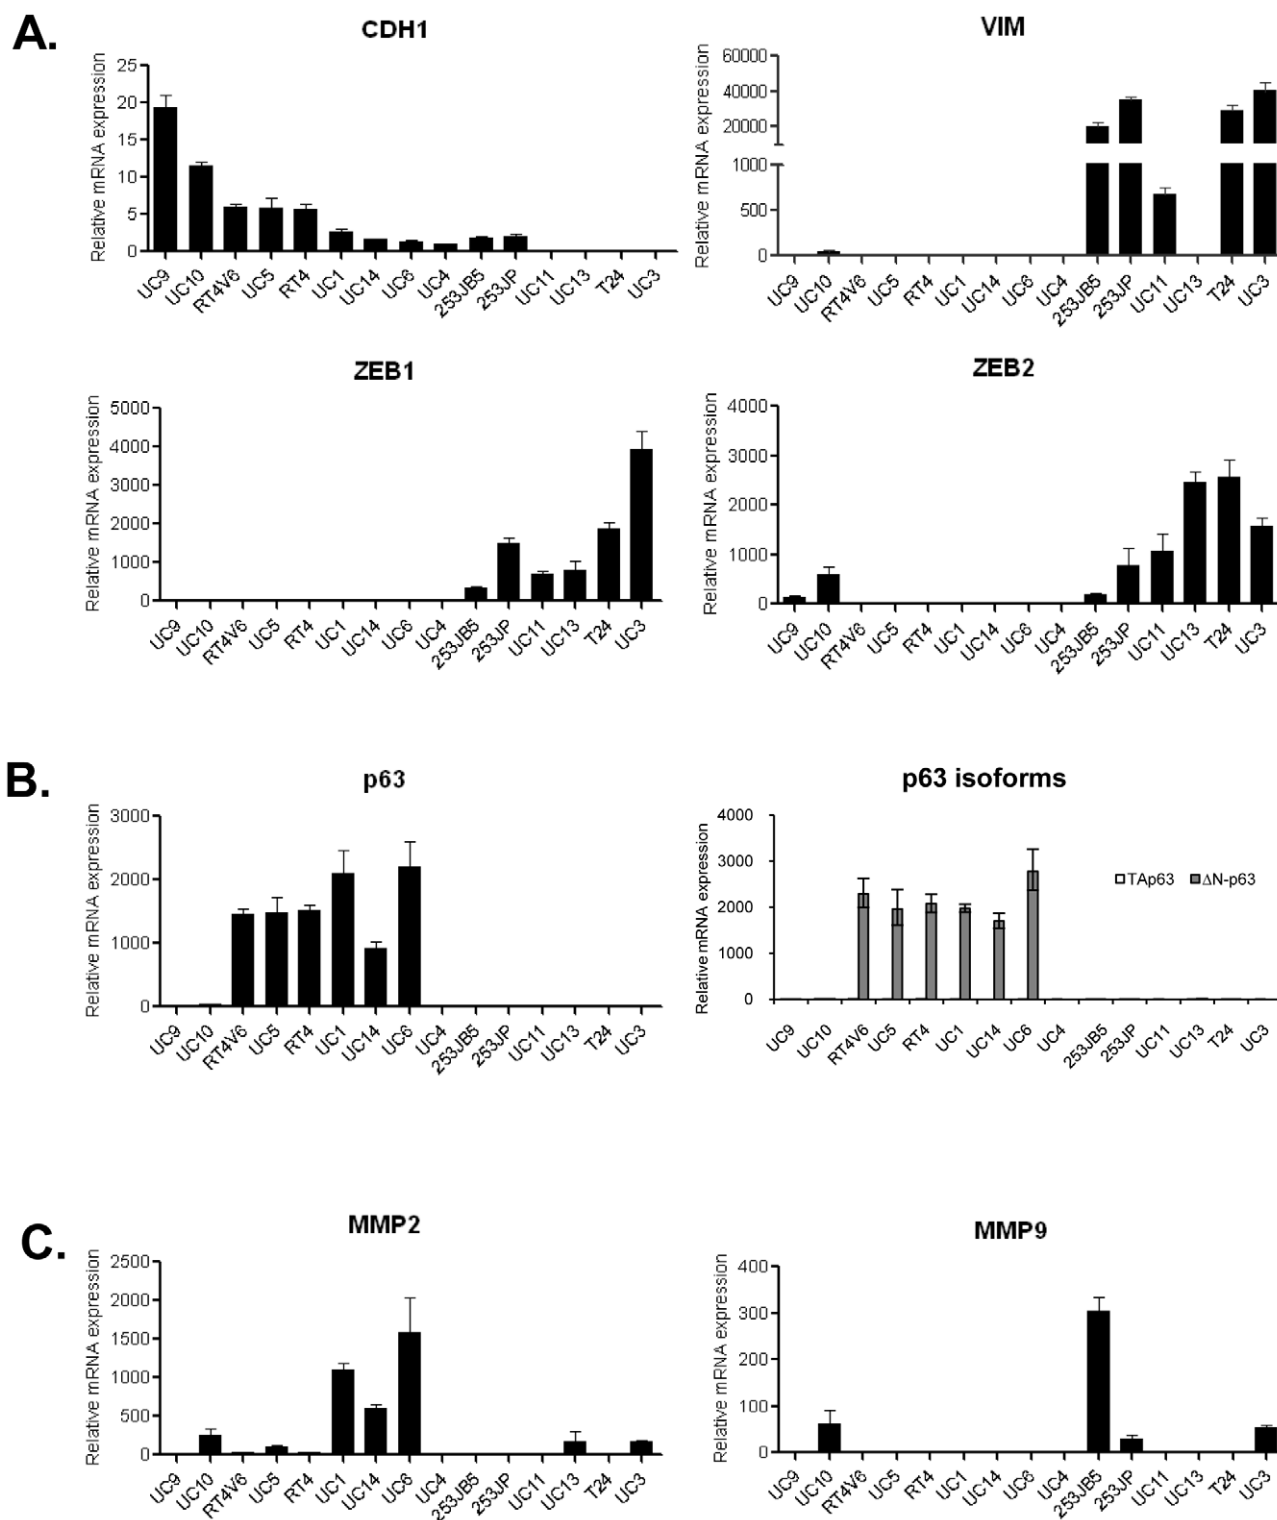 A.
CDH1
Relative mRNA expression
25
20
15
10
5
0
UC9 UC10 RT4V6 UC5 RT4 UC1 UC14 UC6 UC4 253JB5 253JP UC11 UC13 T24 UC3
VIM
Relative mRNA expression
60000
40000
20000
1000
500
0
UC9 UC10 RT4V6 UC5 RT4 UC1 UC14 UC6 UC4 253JB5 253JP UC11 UC13 T24 UC3
ZEB1
Relative mRNA expression
5000
4000
3000
2000
1000
0
UC9 UC10 RT4V6 UC5 RT4 UC1 UC14 UC6 UC4 253JB5 253JP UC11 UC13 T24 UC3
ZEB2
Relative mRNA expression
4000
3000
2000
1000
0
UC9 UC10 RT4V6 UC5 RT4 UC1 UC14 UC6 UC4 253JB5 253JP UC11 UC13 T24 UC3
B.
p63
Relative mRNA expression
3000
2000
1000
0
UC9 UC10 RT4V6 UC5 RT4 UC1 UC14 UC6 UC4 253JB5 253JP UC11 UC13 T24 UC3
p63 isoforms
Relative mRNA expression
4000
3000
2000
1000
0
TAp63 ΔN-p63
UC9 UC10 RT4V6 UC5 RT4 UC1 UC14 UC6 UC4 253JB5 253JP UC11 UC13 T24 UC3
C.
MMP2
Relative mRNA expression
2500
2000
1500
1000
500
0
UC9 UC10 RT4V6 UC5 RT4 UC1 UC14 UC6 UC4 253JB5 253JP UC11 UC13 T24 UC3
MMP9
Relative mRNA expression
400
300
200
100
0
UC9 UC10 RT4V6 UC5 RT4 UC1 UC14 UC6 UC4 253JB5 253JP UC11 UC13 T24 UC3